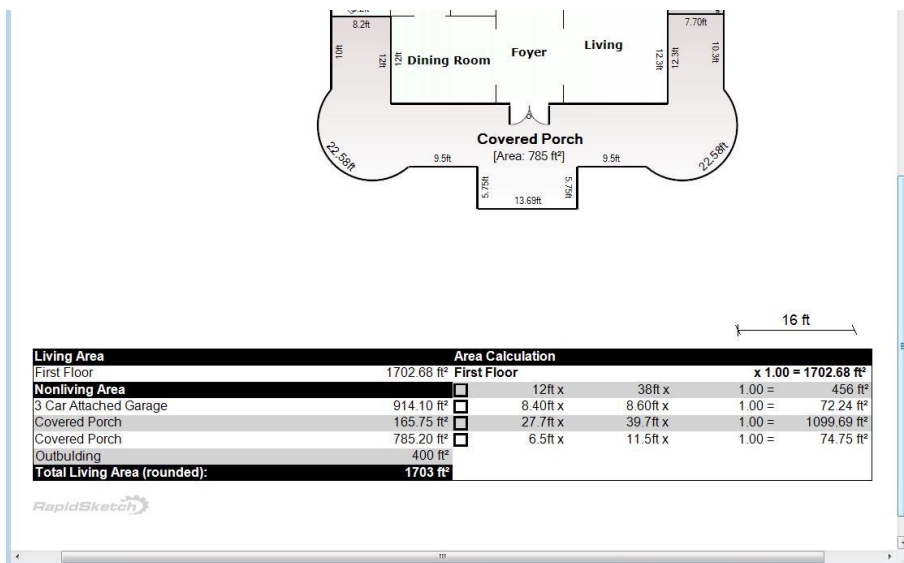 8.2ft
7.70ft
10ft
12ft
12ft
Dining Room
Foyer
Living
12.3ft
12.3ft
10.3ft
Covered Porch
[Area: 785 ft²]
22.58ft
9.5ft
9.5ft
22.58ft
5.75ft
5.75ft
13.69ft
16 ft
Living Area Area Calculation
First Floor 1702.68 ft² First Floor x 1.00 = 1702.68 ft²
Nonliving Area 12ft x 38ft x 1.00 = 456 ft²
3 Car Attached Garage 914.10 ft² 8.40ft x 8.60ft x 1.00 = 72.24 ft²
Covered Porch 165.75 ft² 27.7ft x 39.7ft x 1.00 = 1099.69 ft²
Covered Porch 785.20 ft² 6.5ft x 11.5ft x 1.00 = 74.75 ft²
Outbulding 400 ft²
Total Living Area (rounded): 1703 ft²
RapidSketch